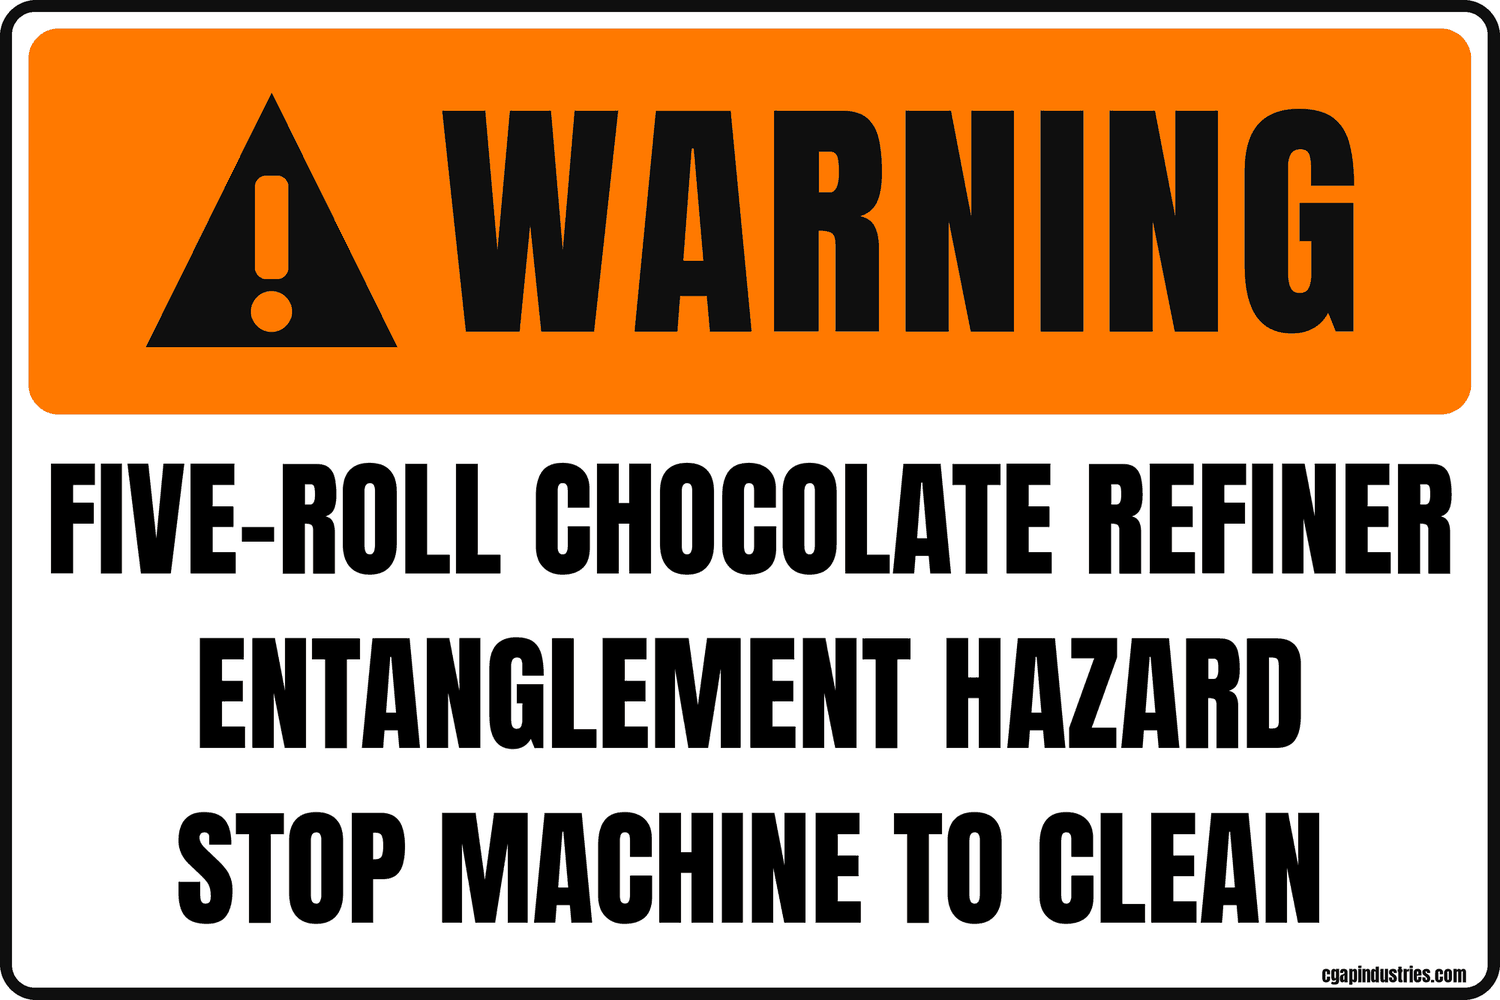 WARNING
FIVE-ROLL CHOCOLATE REFINER
ENTANGLEMENT HAZARD
STOP MACHINE TO CLEAN
cgapindustries.com